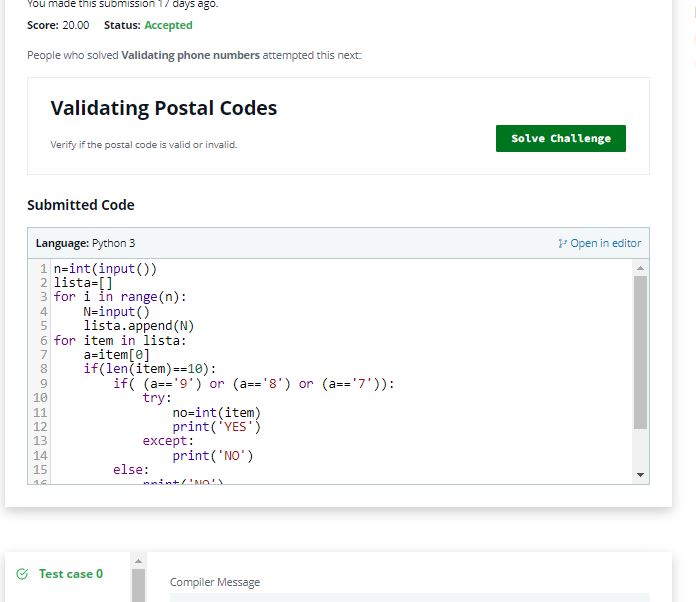 You made this submission 17 days ago.
Score: 20.00 Status: Accepted
People who solved Validating phone numbers attempted this next:
Validating Postal Codes
Verify if the postal code is valid or invalid.
Solve Challenge
Submitted Code
Language: Python 3
Open in editor
1 n=int(input())
2 lista=[]
3 for i in range(n):
4     N=input()
5     lista.append(N)
6 for item in lista:
7     a=item[0]
8     if(len(item)==10):
9         if( (a=='9') or (a=='8') or (a=='7')):
10             try:
11                 no=int(item)
12                 print('YES')
13             except:
14                 print('NO')
15         else:
16             print('NO')
Test case 0
Compiler Message